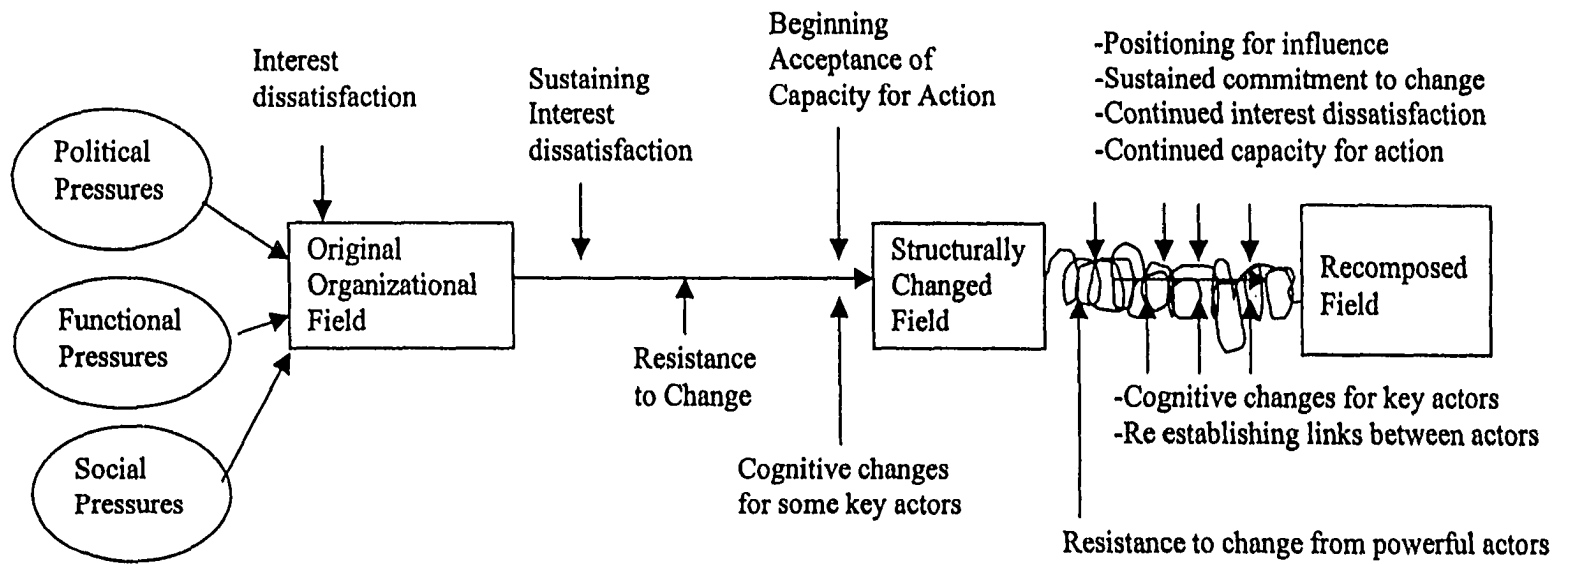 Interest
dissatisfaction
Sustaining
Interest
dissatisfaction
Beginning
Acceptance of
Capacity for Action
-Positioning for influence
-Sustained commitment to change
-Continued interest dissatisfaction
-Continued capacity for action
Political
Pressures
Functional
Pressures
Social
Pressures
Original
Organizational
Field
Structurally
Changed
Field
Recomposed
Field
Resistance
to Change
Cognitive changes
for some key actors
-Cognitive changes for key actors
-Re establishing links between actors
Resistance to change from powerful actors